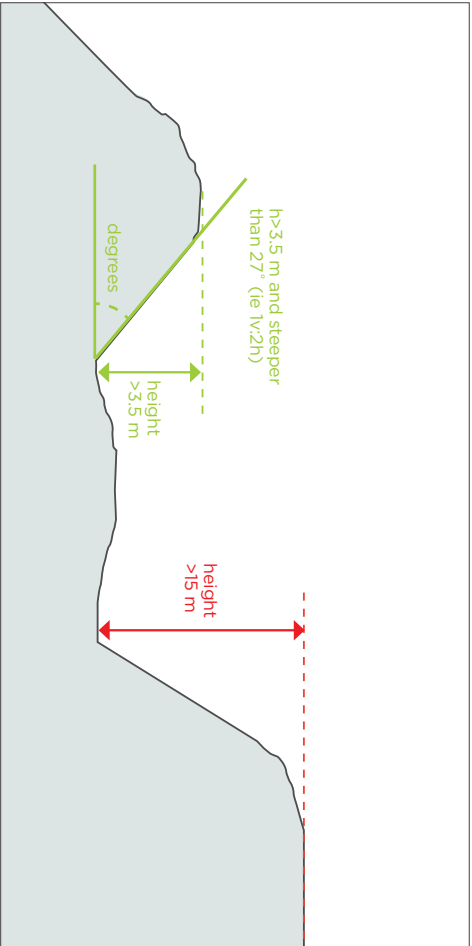 h>3.5 m and steeper
than 27° (ie 1v:2h)
degrees
height
>3.5 m
height
>15 m